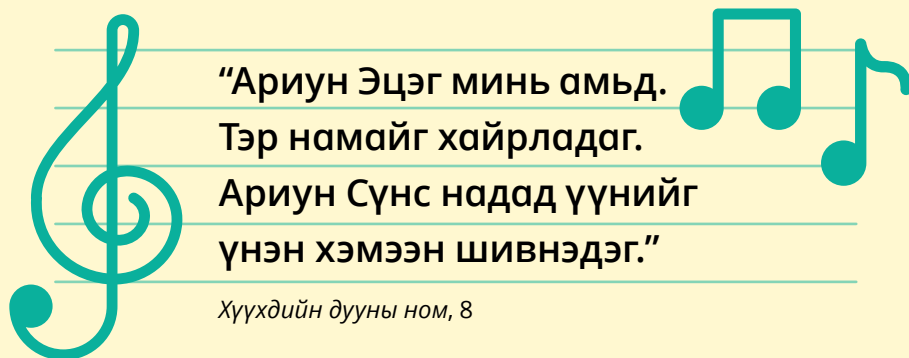 “Ариун Эцэг минь амьд.
Тэр намайг хайрладаг.
Ариун Сүнс надад үүнийг
үнэн хэмээн шивнэдэг.”
Хүүхдийн дууны ном, 8